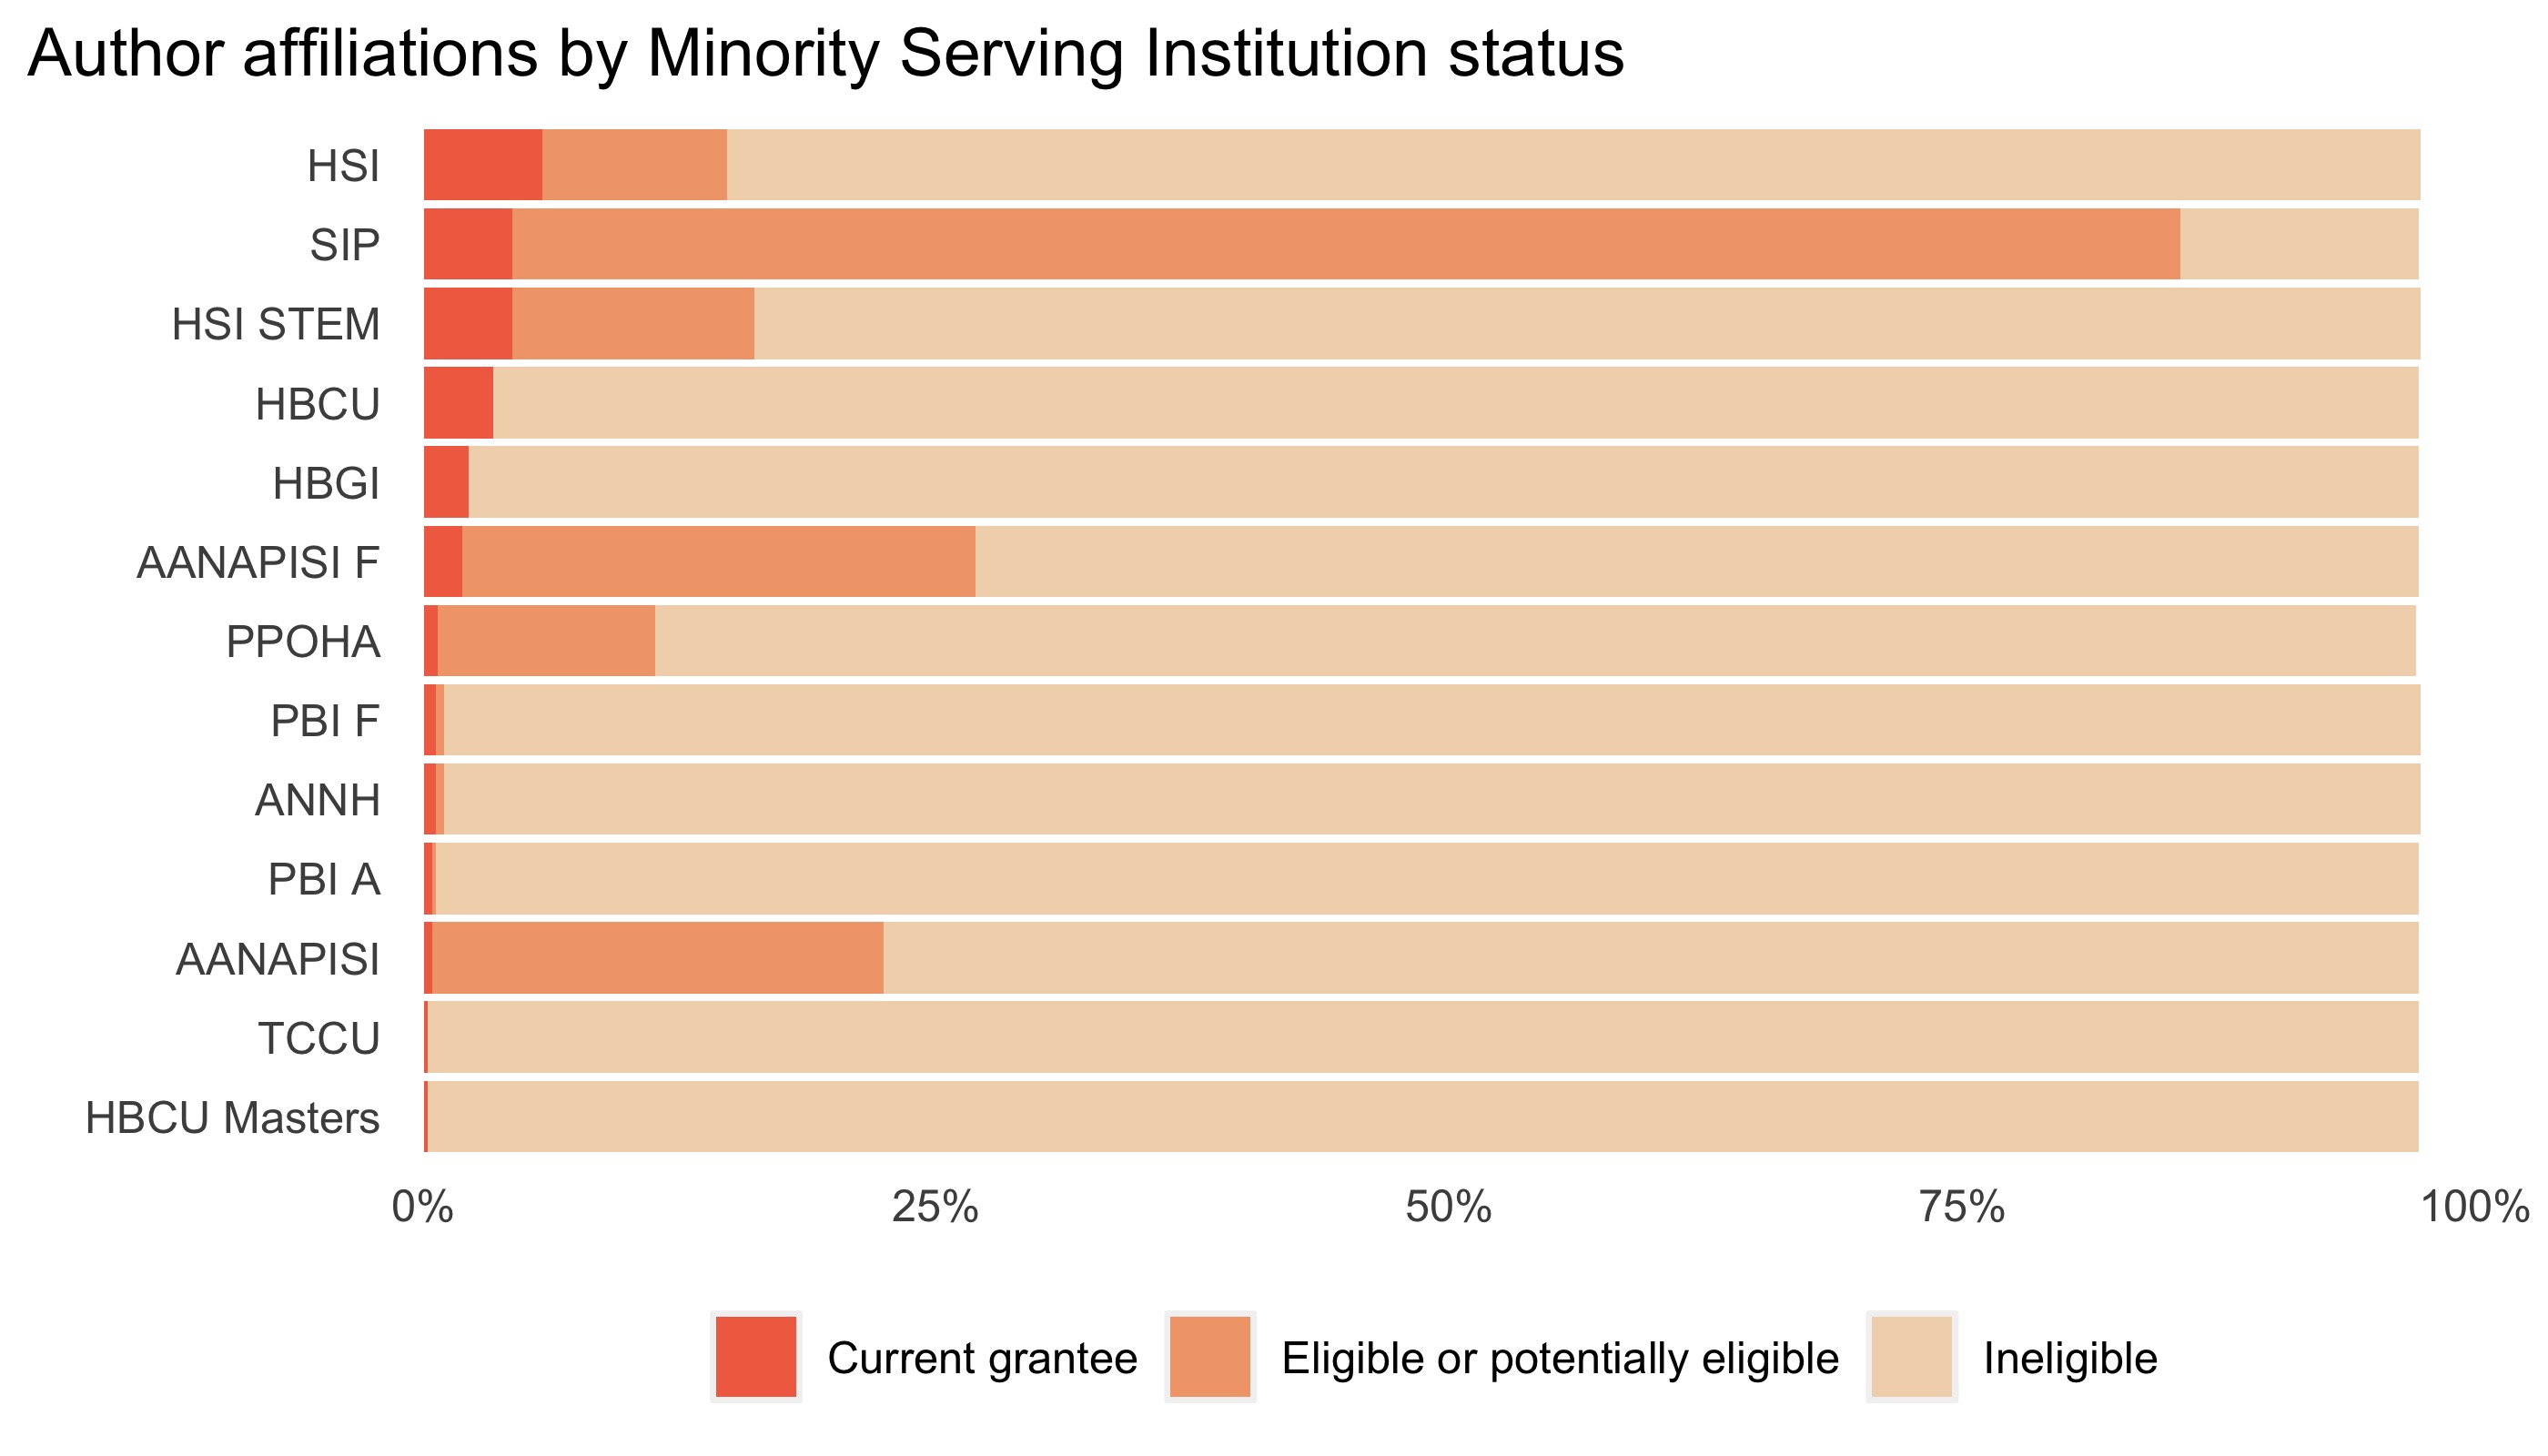 Author affiliations by Minority Serving Institution status
HSI
SIP
HSI STEM
HBCU
HBGI
AANAPISI F
PPOHA
PBI F
ANNH
PBI A
AANAPISI
TCCU
HBCU Masters
0% 25% 50% 75% 100%
Current grantee Eligible or potentially eligible Ineligible